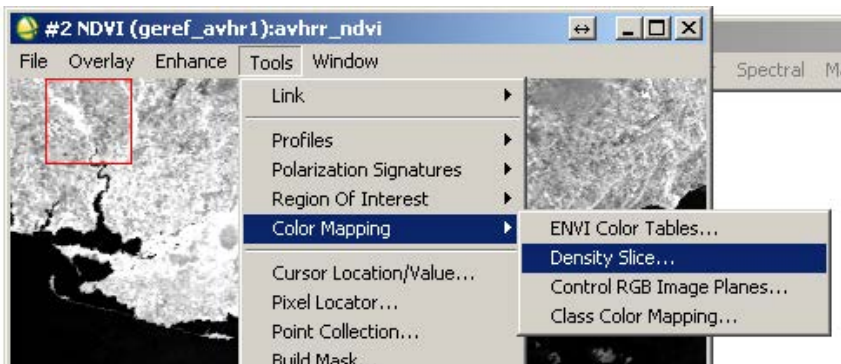 #2 NDVI (geref_avhr1):avhrr_ndvi
File Overlay Enhance Tools Window
Spectral
Link
Profiles
Polarization Signatures
Region Of Interest
Color Mapping
ENVI Color Tables...
Density Slice...
Control RGB Image Planes...
Class Color Mapping...
Cursor Location/Value...
Pixel Locator...
Point Collection...
Build Mask